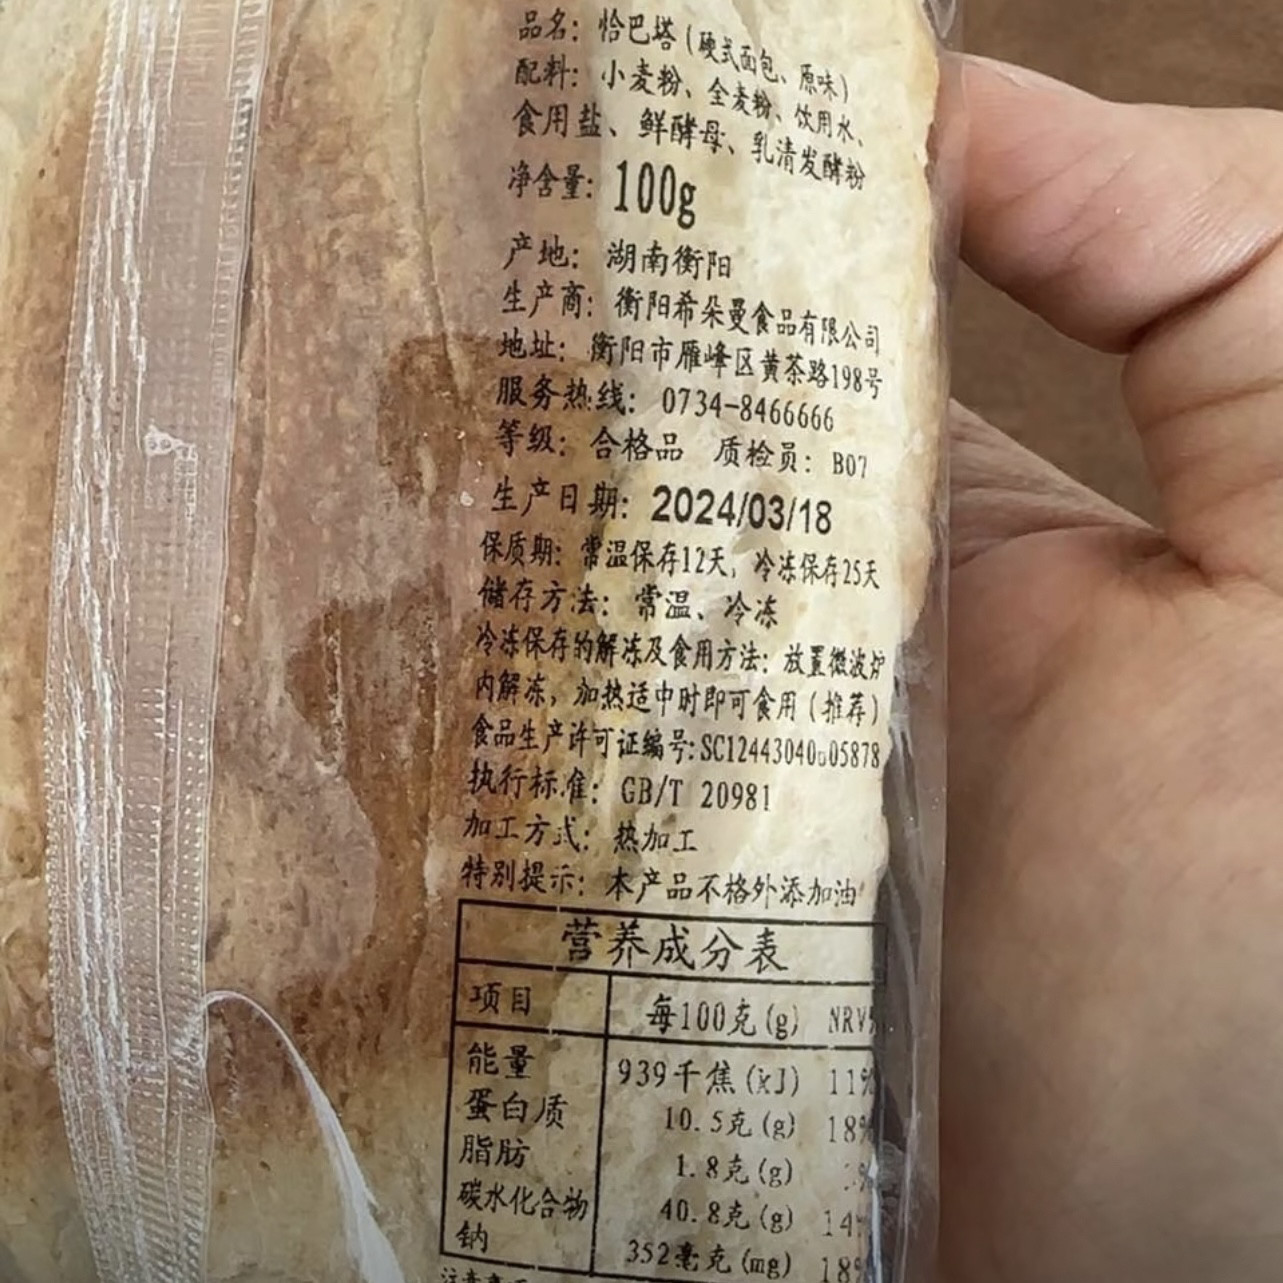 品名：恰巴塔(硬式面包、原味)
配料：小麦粉、全麦粉、饮用水、
食用盐、鲜酵母、乳清发酵粉
净含量：100g
产地：湖南衡阳
生产商：衡阳希朵曼食品有限公司
地址：衡阳市雁峰区黄茶路198号
服务热线：0734-8466666
等级：合格品 质检员：B07
生产日期：2024/03/18
保质期：常温保存12天，冷冻保存25天
储存方法：常温、冷冻
冷冻保存的解冻及食用方法：放置微波炉
内解冻，加热适中时即可食用(推荐)
食品生产许可证编号:SC12443040005878
执行标准：GB/T 20981
加工方式：热加工
特别提示：本产品不格外添加油
营养成分表
项目 每100克(g) NRV%
能量 939千焦(kJ) 11%
蛋白质 10.5克(g) 18%
脂肪 1.8克(g)
碳水化合物 40.8克(g) 14%
钠 352毫克(mg) 18%